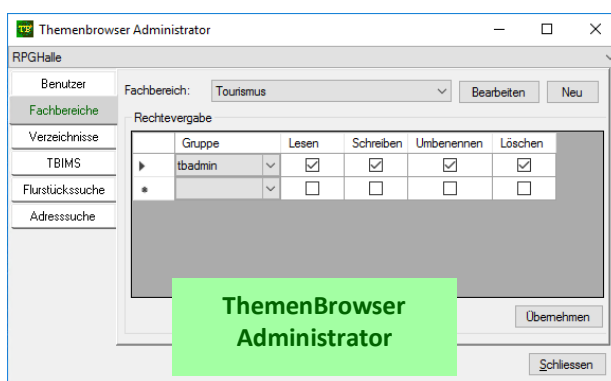 Themenbrowser Administrator
RPGHalle
Benutzer
Fachbereiche
Verzeichnisse
TBIMS
Flurstückssuche
Adresssuche
Fachbereich: Tourismus Bearbeiten Neu
Rechtevergabe
Gruppe Lesen Schreiben Umbenennen Löschen
tbadmin
ThemenBrowser
Administrator
Übernehmen
Schliessen